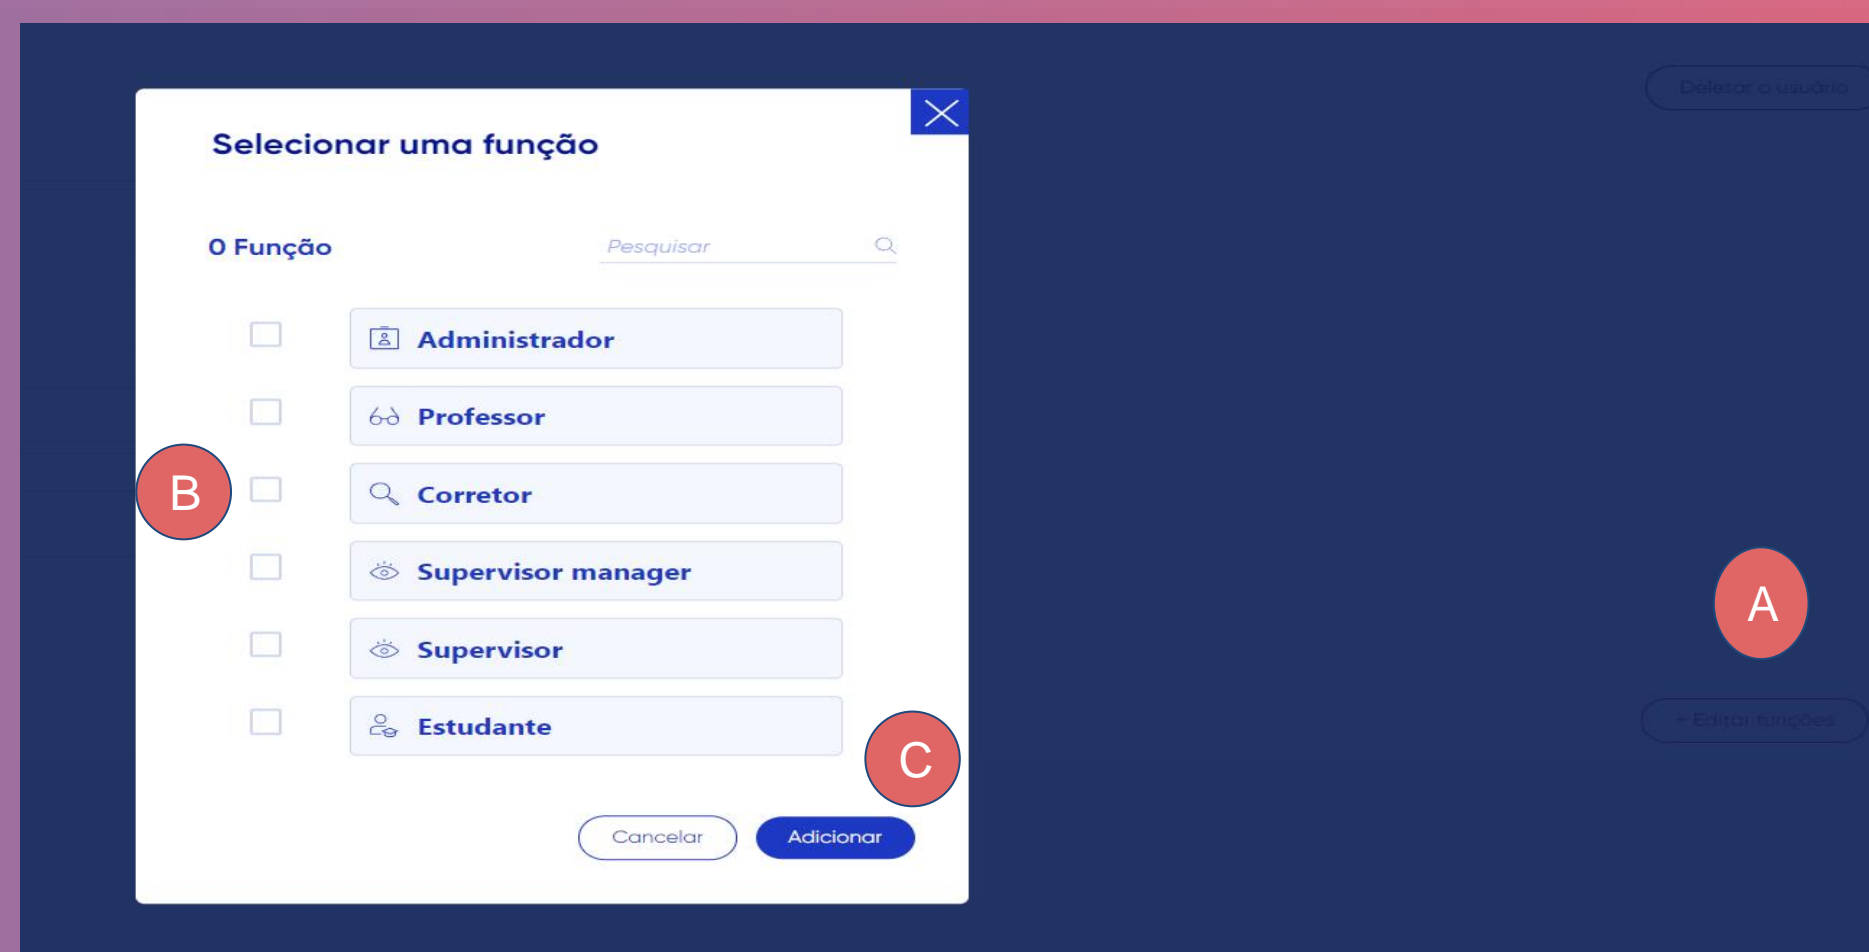 Deletar o usuário
Selecionar uma função
0 Função
Pesquisar
Administrador
Professor
B
Corretor
Supervisor manager
A
Supervisor
Estudante
+ Editar funções
C
Cancelar
Adicionar